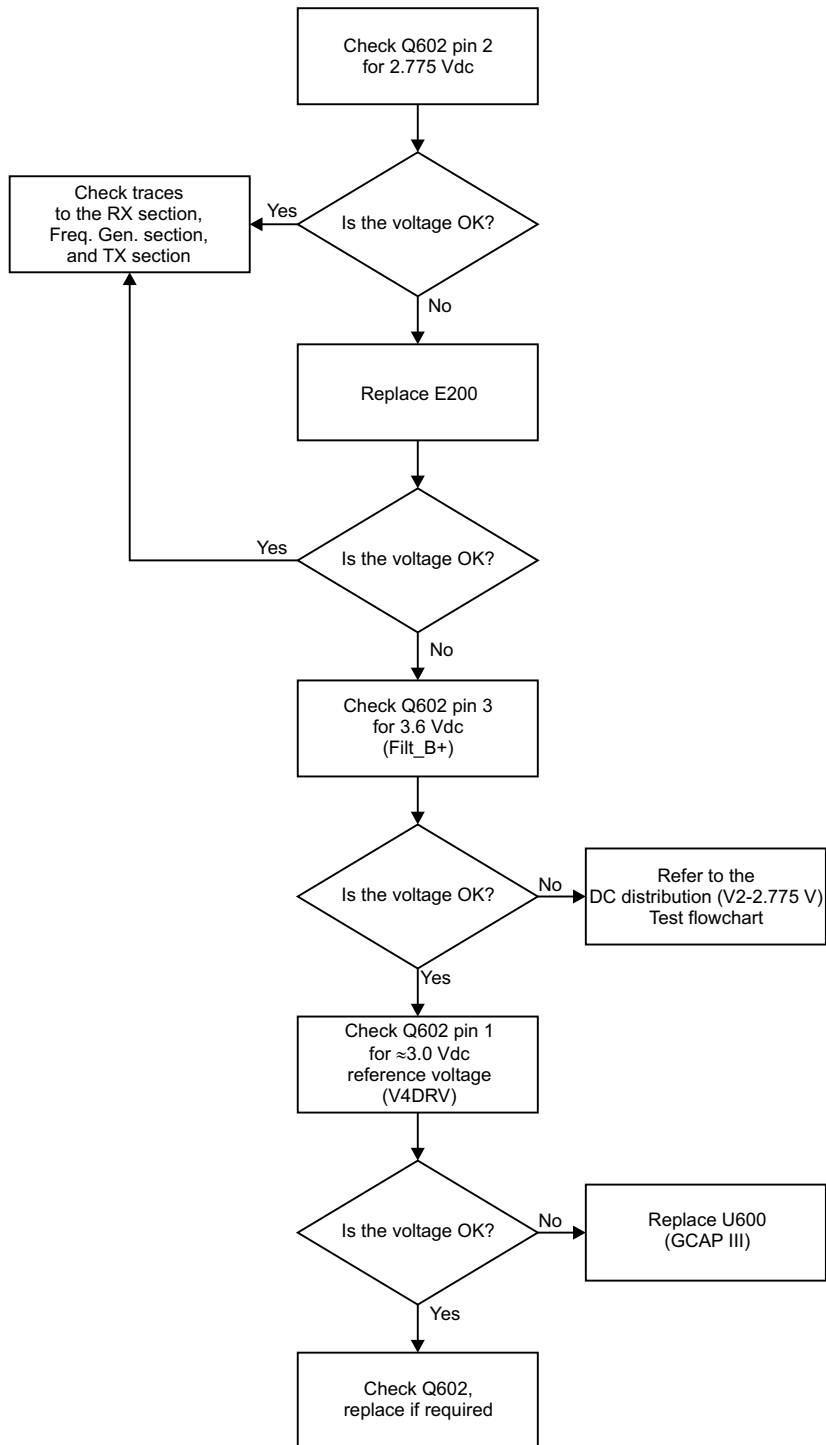 Check Q602 pin 2
for 2.775 Vdc
Is the voltage OK?
Yes
Check traces
to the RX section,
Freq. Gen. section,
and TX section
No
Replace E200
Is the voltage OK?
Yes
No
Check Q602 pin 3
for 3.6 Vdc
(Filt_B+)
Is the voltage OK?
No
Refer to the
DC distribution (V2-2.775 V)
Test flowchart
Yes
Check Q602 pin 1
for ≈3.0 Vdc
reference voltage
(V4DRV)
Is the voltage OK?
No
Replace U600
(GCAP III)
Yes
Check Q602,
replace if required